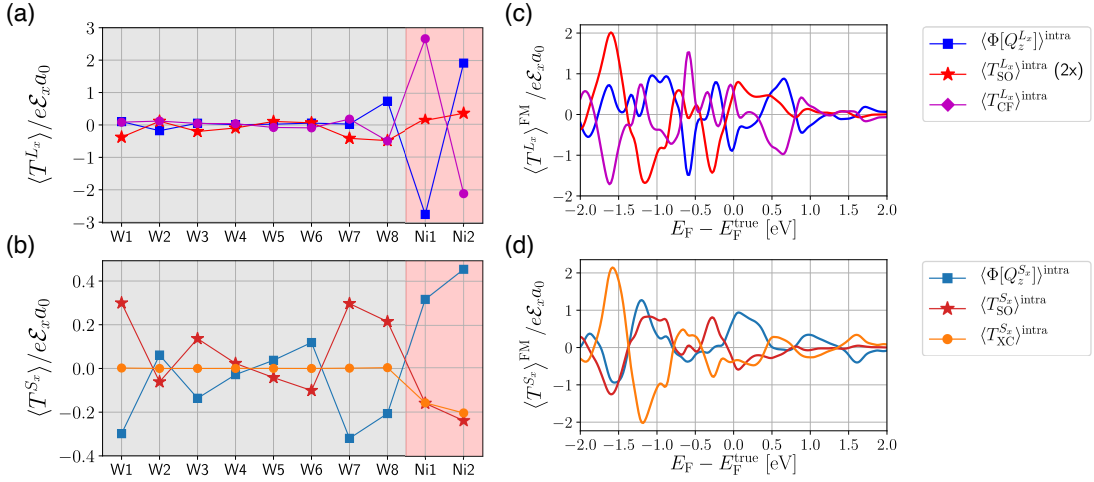 (a)
⟨T^{L_x}⟩/eℰ_x a_0
3
2
1
0
−1
−2
−3
W1 W2 W3 W4 W5 W6 W7 W8 Ni1 Ni2
(b)
⟨T^{S_x}⟩/eℰ_x a_0
0.4
0.2
0.0
−0.2
−0.4
W1 W2 W3 W4 W5 W6 W7 W8 Ni1 Ni2
(c)
⟨T^{L_x}⟩^{FM}/eℰ_x a_0
2
1
0
−1
−2
−2.0 −1.5 −1.0 −0.5 0.0 0.5 1.0 1.5 2.0
E_F − E_F^{true} [eV]
⟨Φ[Q_z^{L_x}]⟩^{intra}
⟨T_{SO}^{L_x}⟩^{intra} (2x)
⟨T_{CF}^{L_x}⟩^{intra}
(d)
⟨T^{S_x}⟩^{FM}/eℰ_x a_0
2
1
0
−1
−2
−2.0 −1.5 −1.0 −0.5 0.0 0.5 1.0 1.5 2.0
E_F − E_F^{true} [eV]
⟨Φ[Q_z^{S_x}]⟩^{intra}
⟨T_{SO}^{S_x}⟩^{intra}
⟨T_{XC}^{S_x}⟩^{intra}